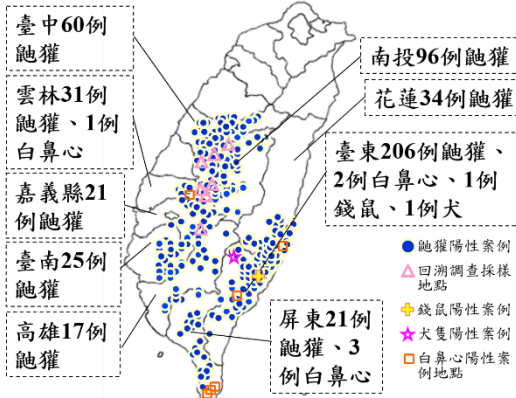 臺中60例
鼬獾
雲林31例
鼬獾、1例
白鼻心
嘉義縣21
例鼬獾
臺南25例
鼬獾
高雄17例
鼬獾
南投96例鼬獾
花蓮34例鼬獾
臺東206例鼬獾、
2例白鼻心、1例
錢鼠、1例犬
屏東21例
鼬獾、3
例白鼻心
鼬獾陽性案例
回溯調查採樣
地點
錢鼠陽性案例
犬隻陽性案例
白鼻心陽性案
例地點